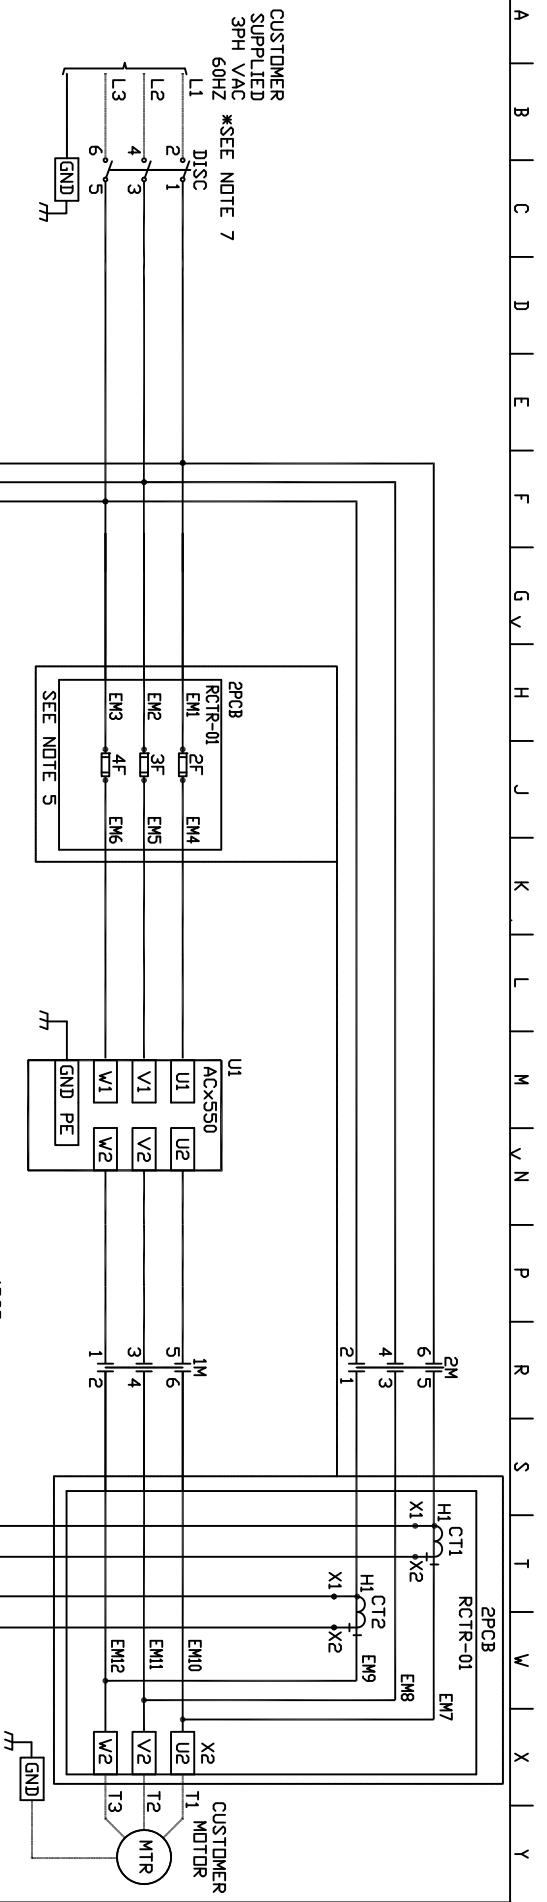 A
B
C
D
E
F
G
H
J
K
L
M
N
P
R
S
T
W
X
Y
CUSTOMER
SUPPLIED
3PH VAC
60HZ
*SEE NOTE 7
L1
L2
L3
DISC
2 1
4 3
6 5
GND
2PCB
RCTR-01
EM1 2F EM4
EM2 3F EM5
EM3 4F EM6
SEE NOTE 5
U1
ACx550
U1 U2
V1 V2
W1 W2
GND PE
2M
6 5
4 3
2 1
1M
5 6
3 4
1 2
2PCB
RCTR-01
H1 CT1
X1 X2
H1 CT2
X1 X2
EM7
EM8
EM9
EM10
EM11
EM12
X2
U2
V2
W2
GND
T1
T2
T3
CUSTOMER
MOTOR
MTR